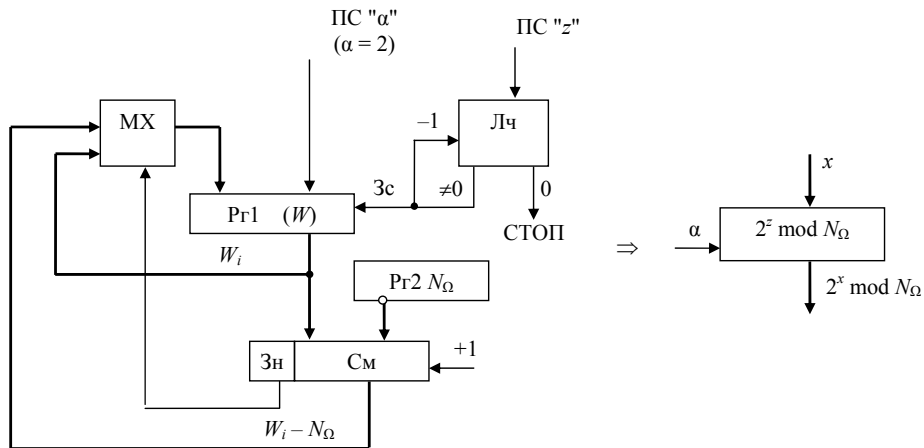 ПС "α"
(α = 2)
ПС "z"
МХ
–1
Лч
Зс
≠0
0
Рг1 (W)
СТОП
W_i
Рг2 N_Ω
Зн
См
+1
W_i – N_Ω
⇒
x
α
2^z mod N_Ω
2^x mod N_Ω